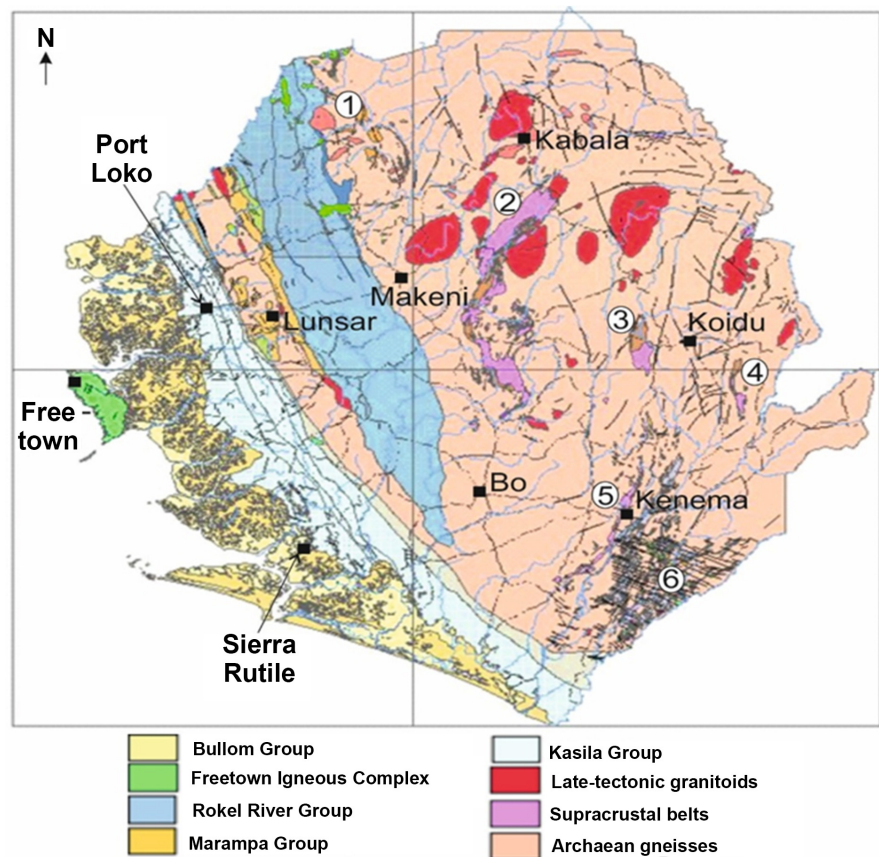 N
1
Port
Loko
Kabala
2
Makeni
Lunsar
3
Koidu
4
Free -
town
Bo
5
Kenema
6
Sierra
Rutile
Bullom Group
Kasila Group
Freetown Igneous Complex
Late-tectonic granitoids
Rokel River Group
Supracrustal belts
Marampa Group
Archaean gneisses